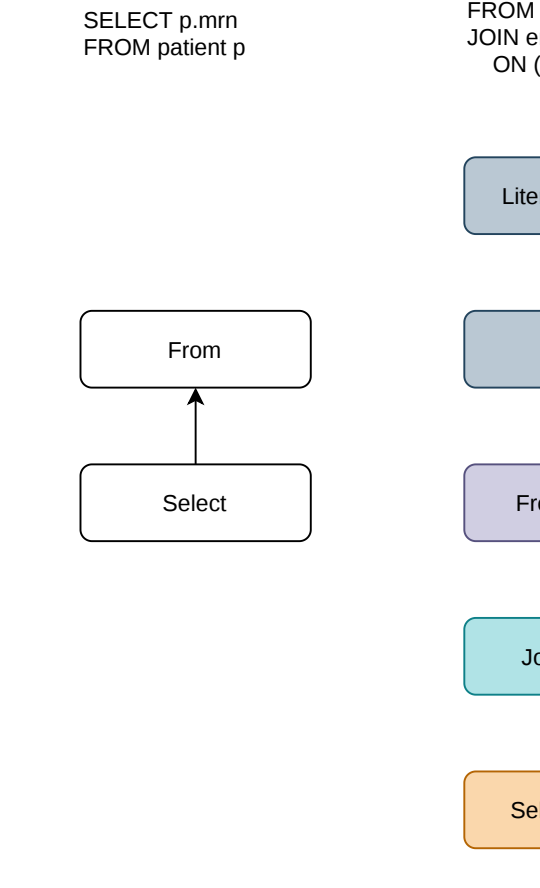 SELECT p.mrn
FROM patient p
FROM
JOIN e
ON (
From
Select